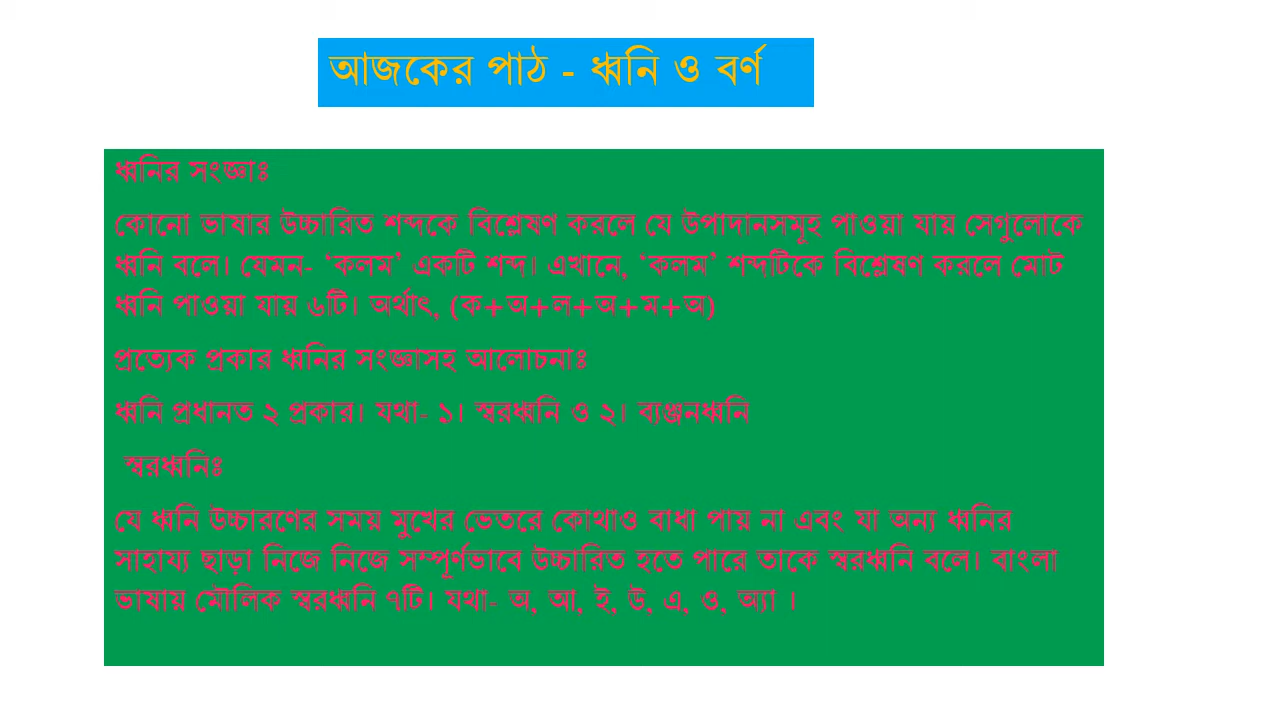 আজকের পাঠ - ধ্বনি ও বর্ণ
ধ্বনির সংজ্ঞাঃ
কোনো ভাষার উচ্চারিত শব্দকে বিশ্লেষণ করলে যে উপাদানসমূহ পাওয়া যায় সেগুলোকে
ধ্বনি বলে। যেমন- ‘কলম’ একটি শব্দ। এখানে, ‘কলম’ শব্দটিকে বিশ্লেষণ করলে মোট
ধ্বনি পাওয়া যায় ৬টি। অর্থাৎ, (ক+অ+ল+অ+ম+অ)
প্রত্যেক প্রকার ধ্বনির সংজ্ঞাসহ আলোচনাঃ
ধ্বনি প্রধানত ২ প্রকার। যথা- ১। স্বরধ্বনি ও ২। ব্যঞ্জনধ্বনি
স্বরধ্বনিঃ
যে ধ্বনি উচ্চারণের সময় মুখের ভেতরে কোথাও বাধা পায় না এবং যা অন্য ধ্বনির
সাহায্য ছাড়া নিজে নিজে সম্পূর্ণভাবে উচ্চারিত হতে পারে তাকে স্বরধ্বনি বলে। বাংলা
ভাষায় মৌলিক স্বরধ্বনি ৭টি। যথা- অ, আ, ই, উ, এ, ও, অ্যা ।